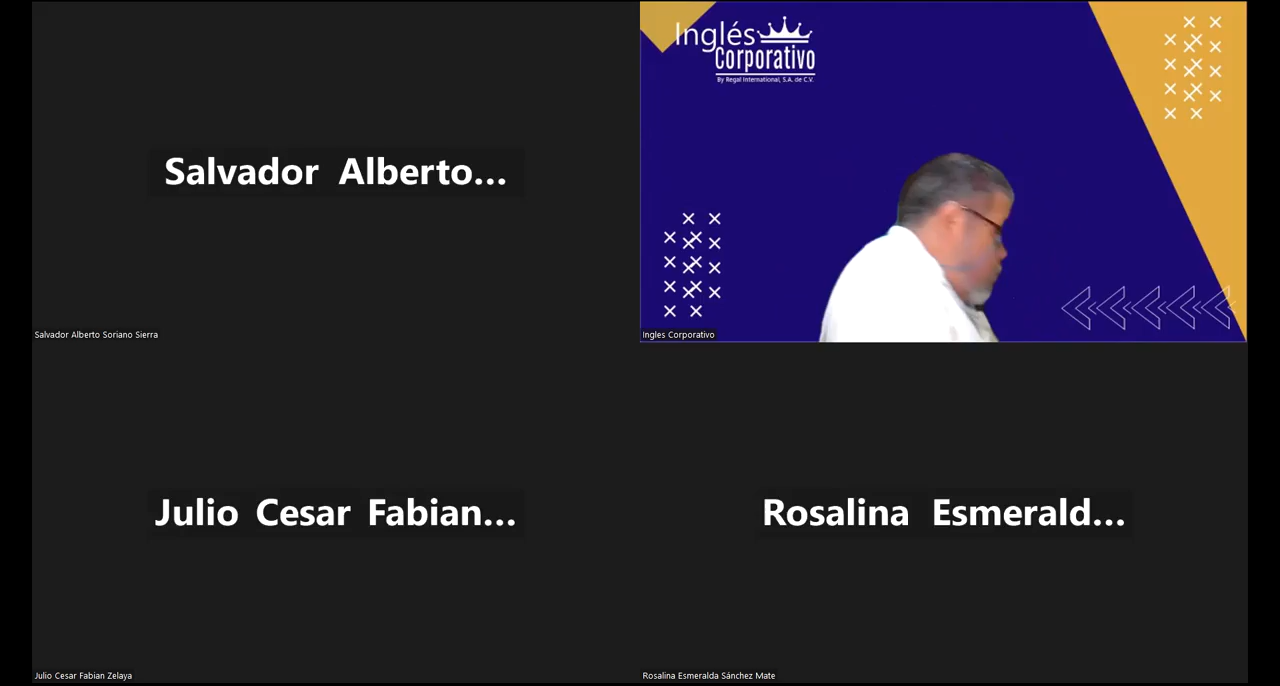 Salvador Alberto...
Salvador Alberto Soriano Sierra
Inglés
Corporativo
By Regal International, S.A. de C.V.
Ingles Corporativo
Julio Cesar Fabian...
Julio Cesar Fabian Zelaya
Rosalina Esmerald...
Rosalina Esmeralda Sánchez Mate